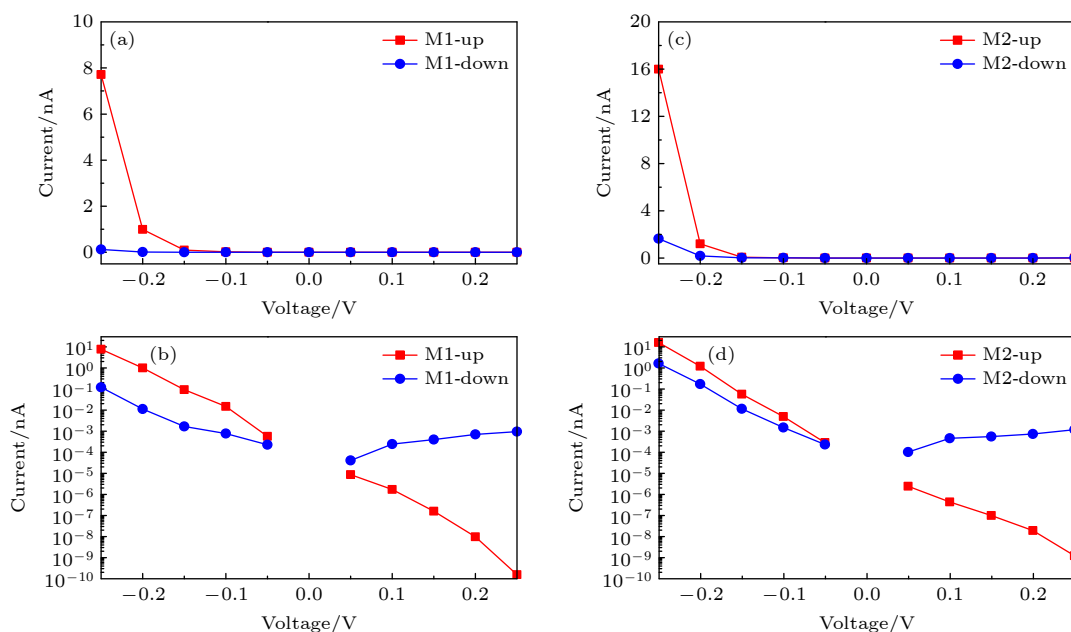 (a)
M1-up
M1-down
Current/nA
10
8
6
4
2
0
−0.2 −0.1 0.0 0.1 0.2
Voltage/V
(c)
M2-up
M2-down
Current/nA
20
16
12
8
4
0
−0.2 −0.1 0.0 0.1 0.2
Voltage/V
(b)
M1-up
M1-down
Current/nA
10^1
10^0
10^-1
10^-2
10^-3
10^-4
10^-5
10^-6
10^-7
10^-8
10^-9
10^-10
−0.2 −0.1 0.0 0.1 0.2
Voltage/V
(d)
M2-up
M2-down
Current/nA
10^1
10^0
10^-1
10^-2
10^-3
10^-4
10^-5
10^-6
10^-7
10^-8
10^-9
10^-10
−0.2 −0.1 0.0 0.1 0.2
Voltage/V